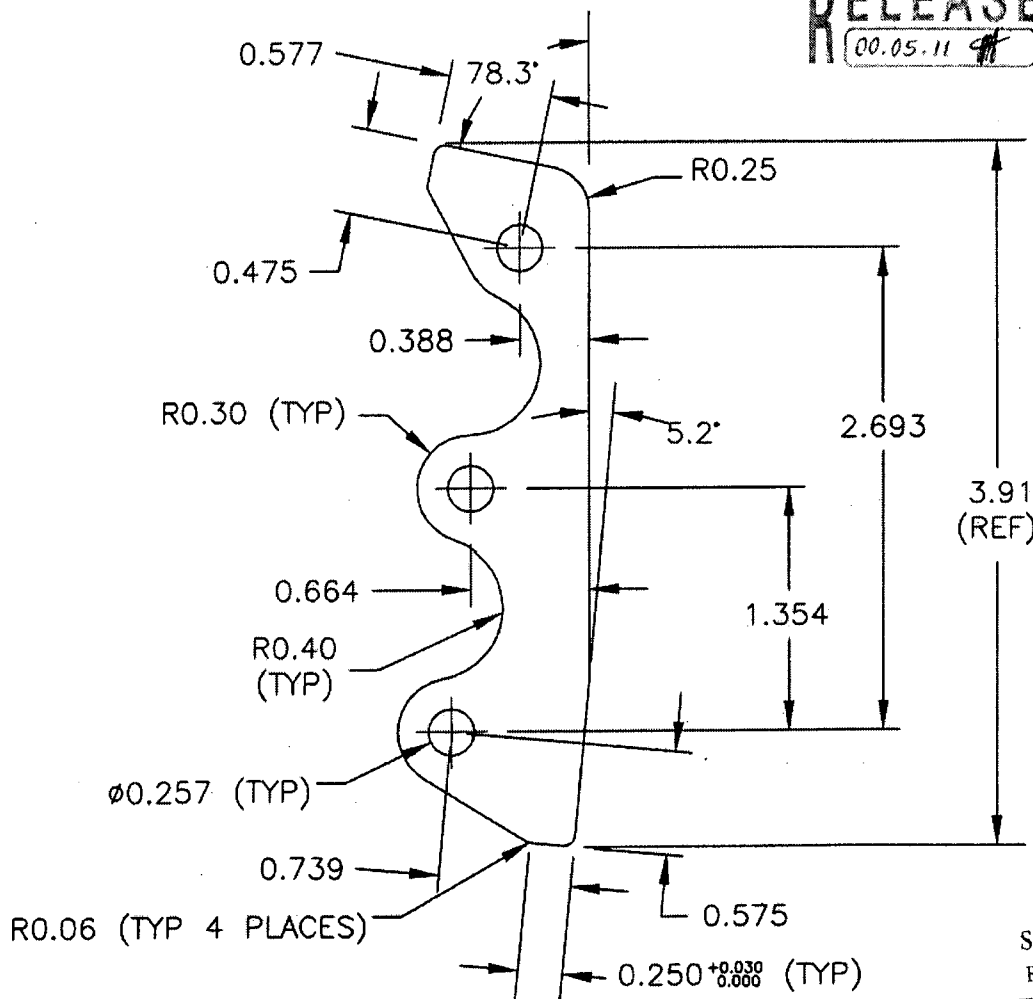 RELEASE
00.05.11
0.577
78.3°
R0.25
0.475
0.388
R0.30 (TYP)
5.2°
2.693
3.91
(REF)
0.664
1.354
R0.40
(TYP)
ø0.257 (TYP)
0.739
R0.06 (TYP 4 PLACES)
0.575
0.250 +0.030 0.000 (TYP)